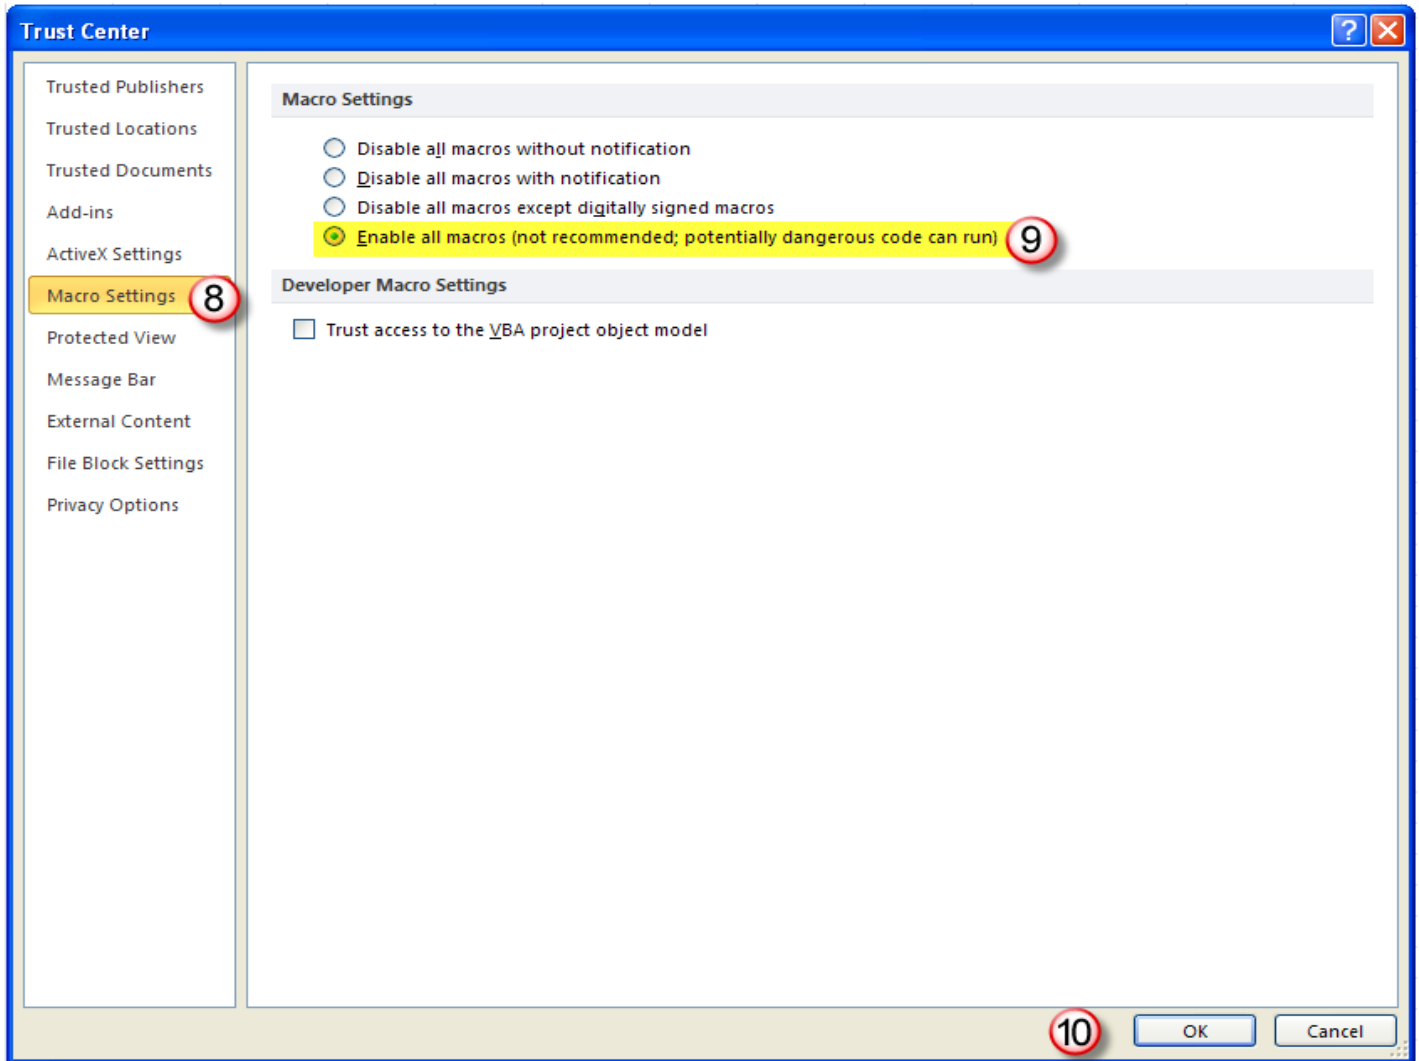 Trust Center
Trusted Publishers
Trusted Locations
Trusted Documents
Add-ins
ActiveX Settings
Macro Settings 8
Protected View
Message Bar
External Content
File Block Settings
Privacy Options
Macro Settings
Disable all macros without notification
Disable all macros with notification
Disable all macros except digitally signed macros
Enable all macros (not recommended; potentially dangerous code can run) 9
Developer Macro Settings
Trust access to the VBA project object model
10 OK Cancel